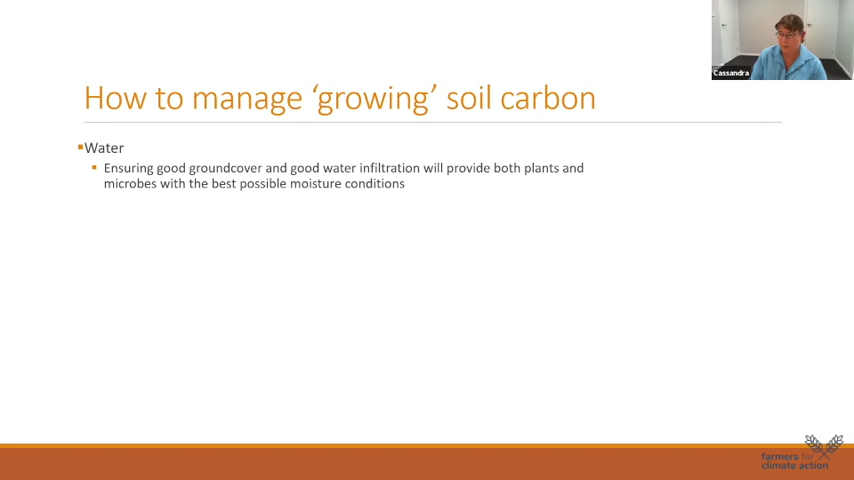 Cassandra
How to manage ‘growing’ soil carbon
Water
Ensuring good groundcover and good water infiltration will provide both plants and
microbes with the best possible moisture conditions
farmers for
climate action